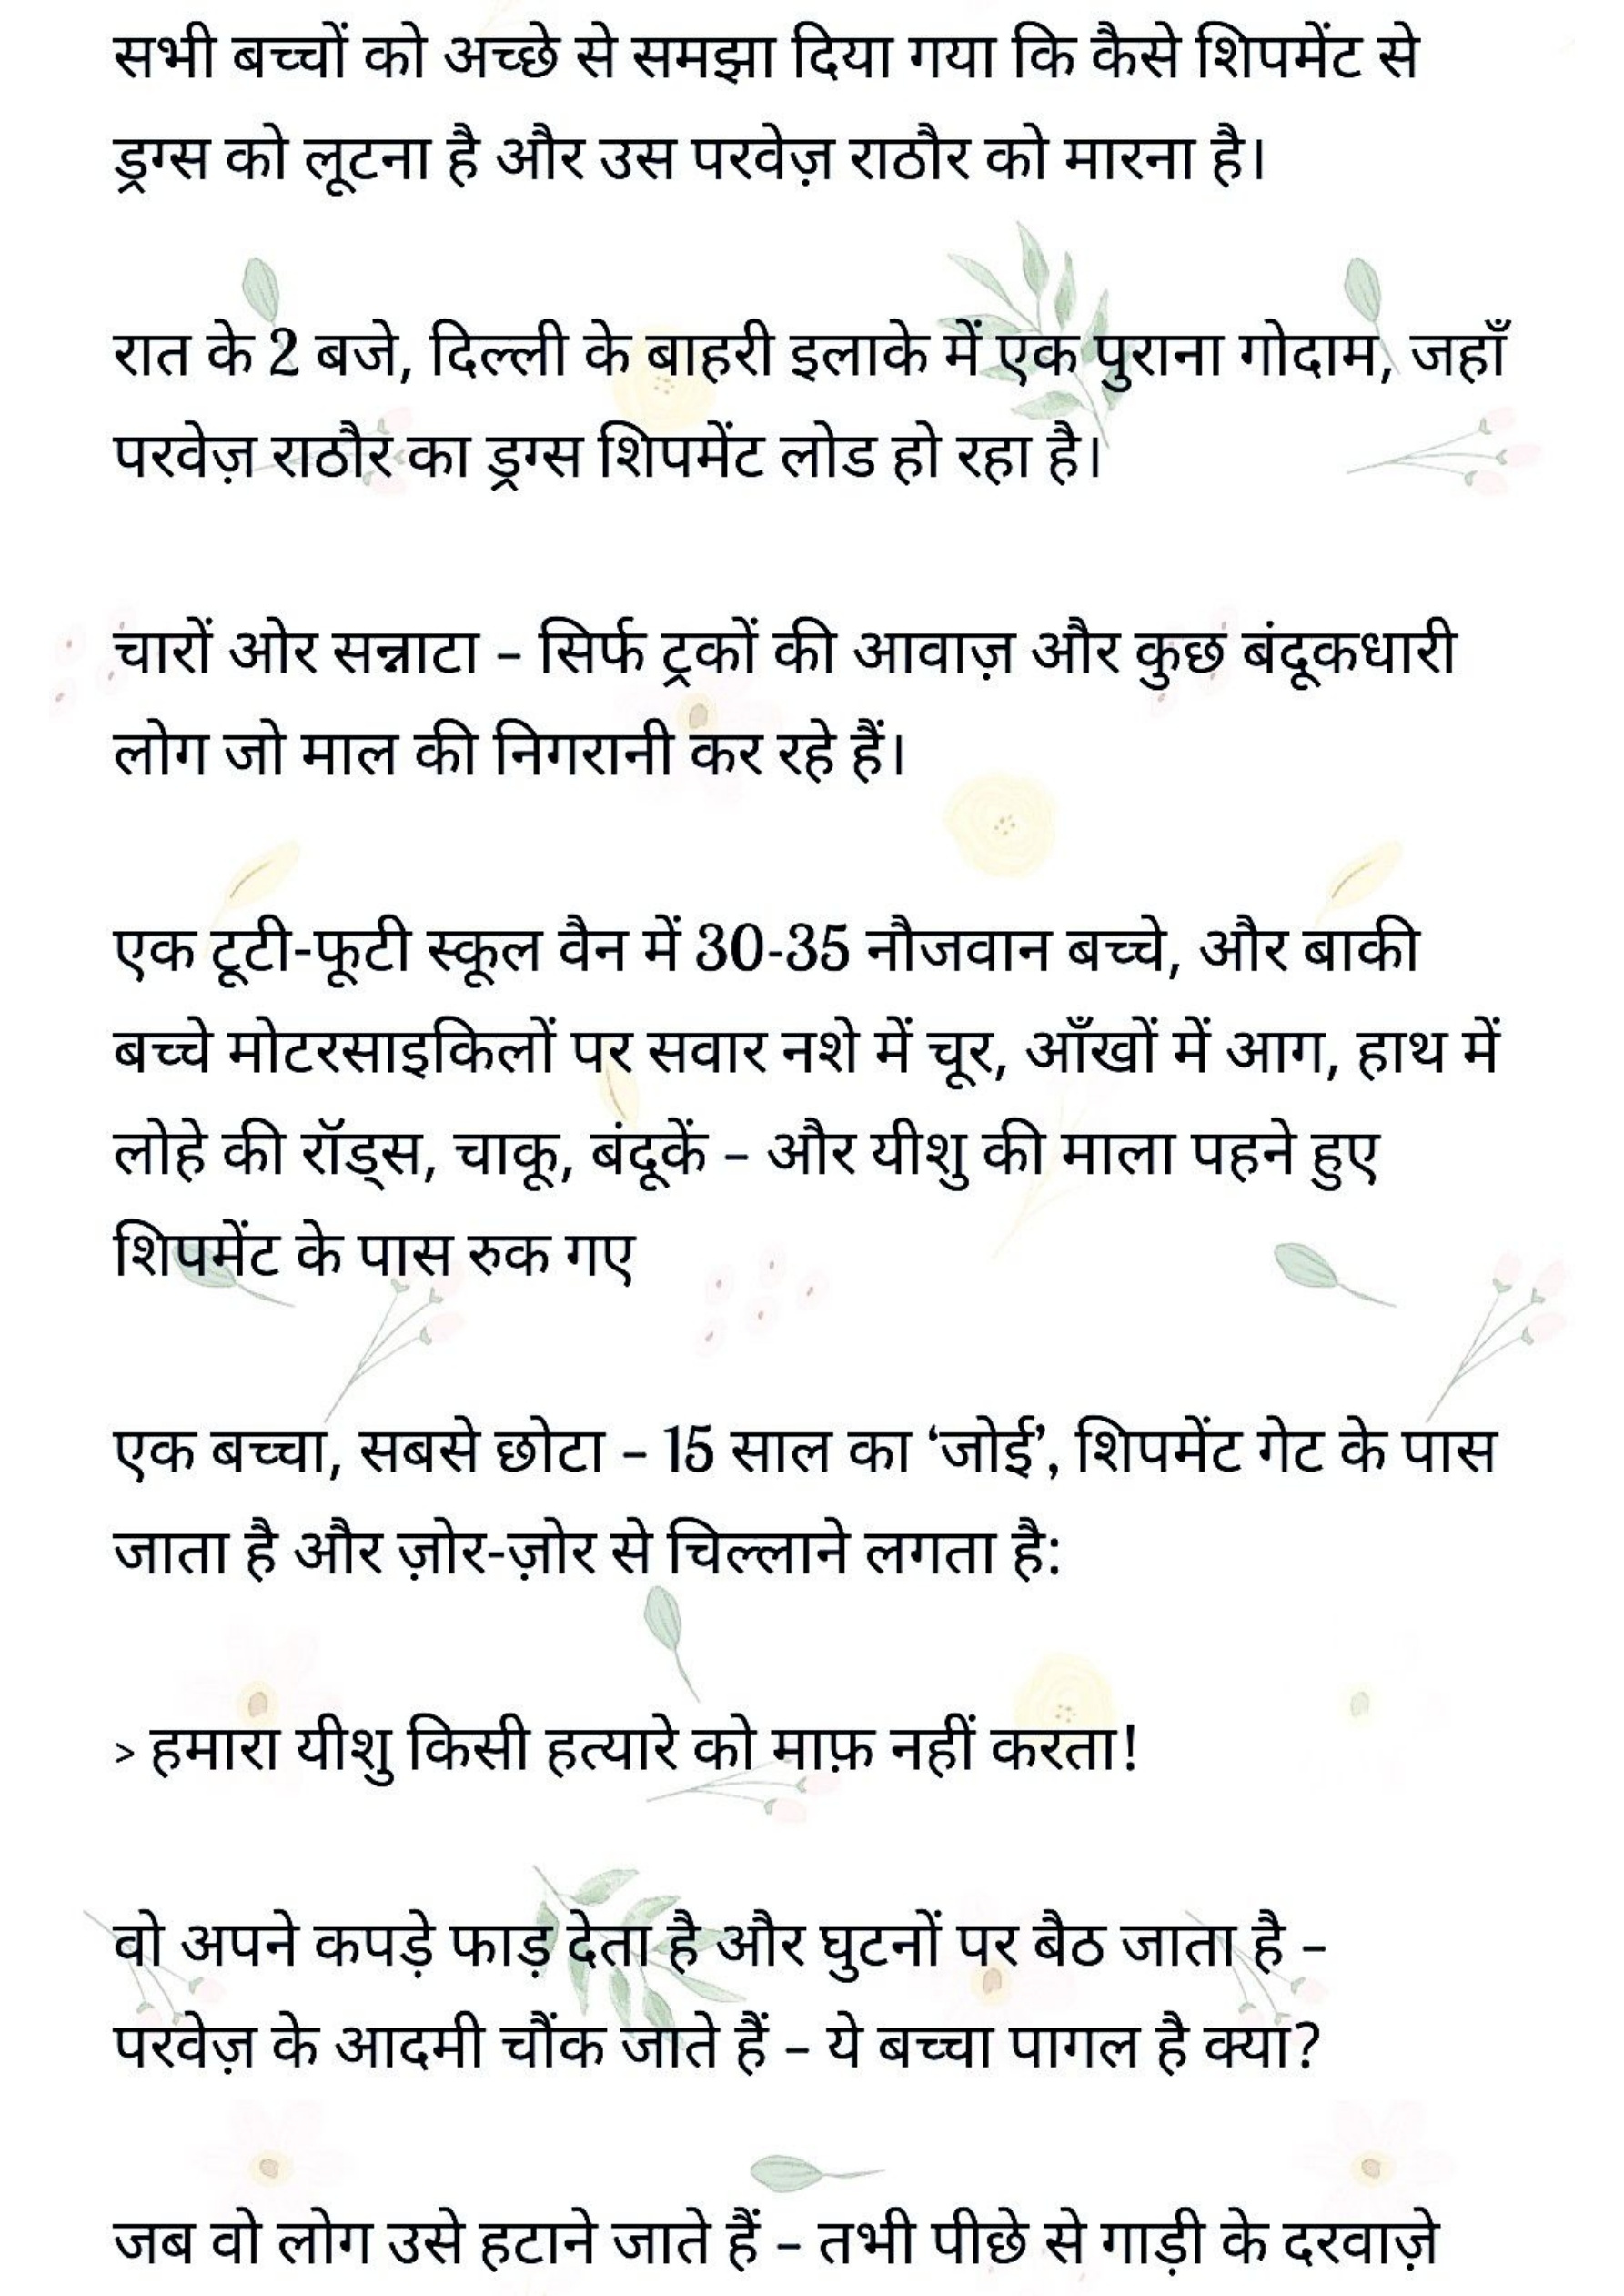 सभी बच्चों को अच्छे से समझा दिया गया कि कैसे शिपमेंट से
ड्रग्स को लूटना है और उस परवेज़ राठौर को मारना है।
रात के 2 बजे, दिल्ली के बाहरी इलाके में एक पुराना गोदाम, जहाँ
परवेज़ राठौर का ड्रग्स शिपमेंट लोड हो रहा है।
चारों ओर सन्नाटा – सिर्फ ट्रकों की आवाज़ और कुछ बंदूकधारी
लोग जो माल की निगरानी कर रहे हैं।
एक टूटी-फूटी स्कूल वैन में 30-35 नौजवान बच्चे, और बाकी
बच्चे मोटरसाइकिलों पर सवार नशे में चूर, आँखों में आग, हाथ में
लोहे की रॉड्स, चाकू, बंदूकें – और यीशु की माला पहने हुए
शिपमेंट के पास रुक गए
एक बच्चा, सबसे छोटा – 15 साल का ‘जोई’, शिपमेंट गेट के पास
जाता है और ज़ोर-ज़ोर से चिल्लाने लगता है:
> हमारा यीशु किसी हत्यारे को माफ़ नहीं करता!
वो अपने कपड़े फाड़ देता है और घुटनों पर बैठ जाता है –
परवेज़ के आदमी चौंक जाते हैं – ये बच्चा पागल है क्या?
जब वो लोग उसे हटाने जाते हैं – तभी पीछे से गाड़ी के दरवाज़े